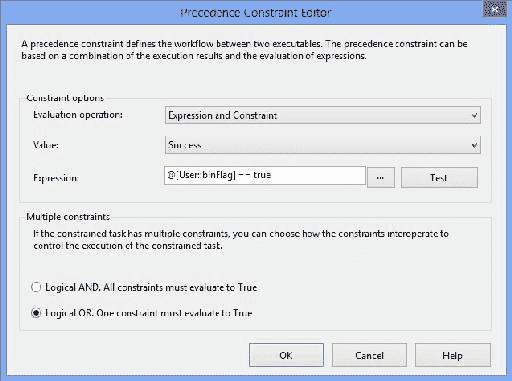 Precedence Constraint Editor
x
A precedence constraint defines the workflow between two executables. The precedence constraint can be
based on a combination of the execution results and the evaluation of expressions.
Constraint options
Evaluation operation:
Expression and Constraint
Value:
Success
Expression:
@[User::blnFlag] == true
...
Test
Multiple constraints
If the constrained task has multiple constraints, you can choose how the constraints interoperate to
control the execution of the constrained task.
Logical AND. All constraints must evaluate to True
Logical OR. One constraint must evaluate to True
OK
Cancel
Help